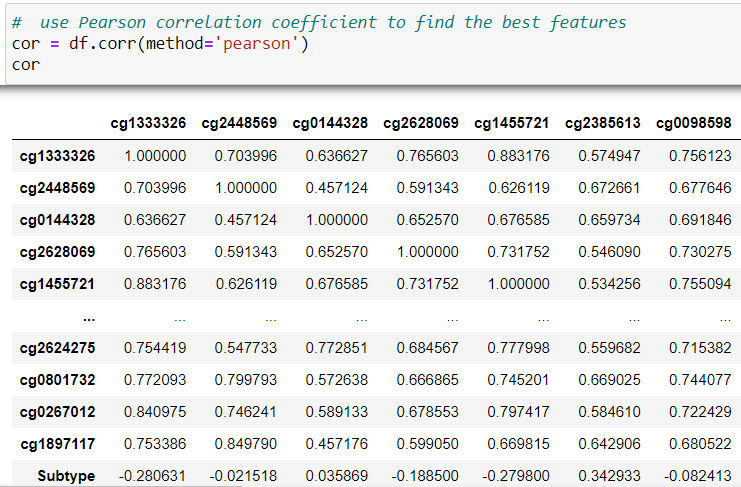 #  use Pearson correlation coefficient to find the best features
cor = df.corr(method='pearson')
cor
cg1333326 cg2448569 cg0144328 cg2628069 cg1455721 cg2385613 cg0098598
cg1333326 1.000000 0.703996 0.636627 0.765603 0.883176 0.574947 0.756123
cg2448569 0.703996 1.000000 0.457124 0.591343 0.626119 0.672661 0.677646
cg0144328 0.636627 0.457124 1.000000 0.652570 0.676585 0.659734 0.691846
cg2628069 0.765603 0.591343 0.652570 1.000000 0.731752 0.546090 0.730275
cg1455721 0.883176 0.626119 0.676585 0.731752 1.000000 0.534256 0.755094
... ... ... ... ... ... ... ...
cg2624275 0.754419 0.547733 0.772851 0.684567 0.777998 0.559682 0.715382
cg0801732 0.772093 0.799793 0.572638 0.666865 0.745201 0.669025 0.744077
cg0267012 0.840975 0.746241 0.589133 0.678553 0.797417 0.584610 0.722429
cg1897117 0.753386 0.849790 0.457176 0.599050 0.669815 0.642906 0.680522
Subtype -0.280631 -0.021518 0.035869 -0.188500 -0.279800 0.342933 -0.082413